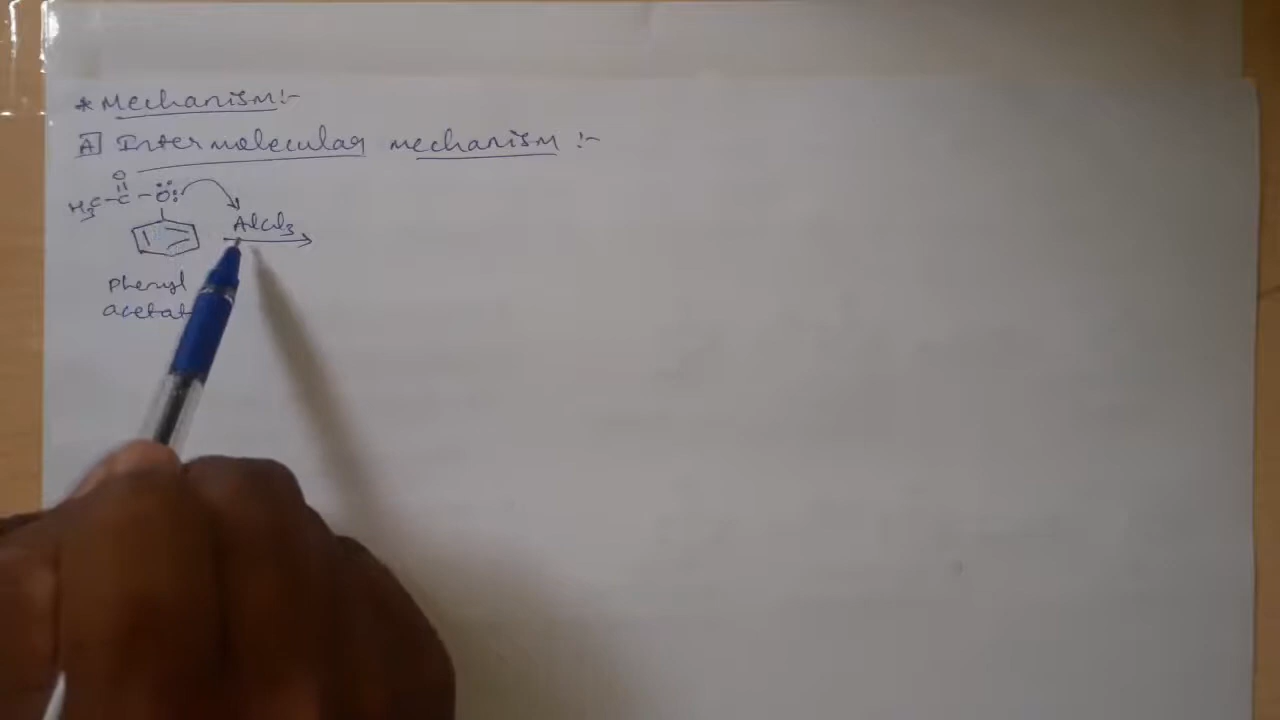 * Mechanism:-
A Intermolecular mechanism :-
O
H3C-C-O: AlCl3
Phenyl
acetat